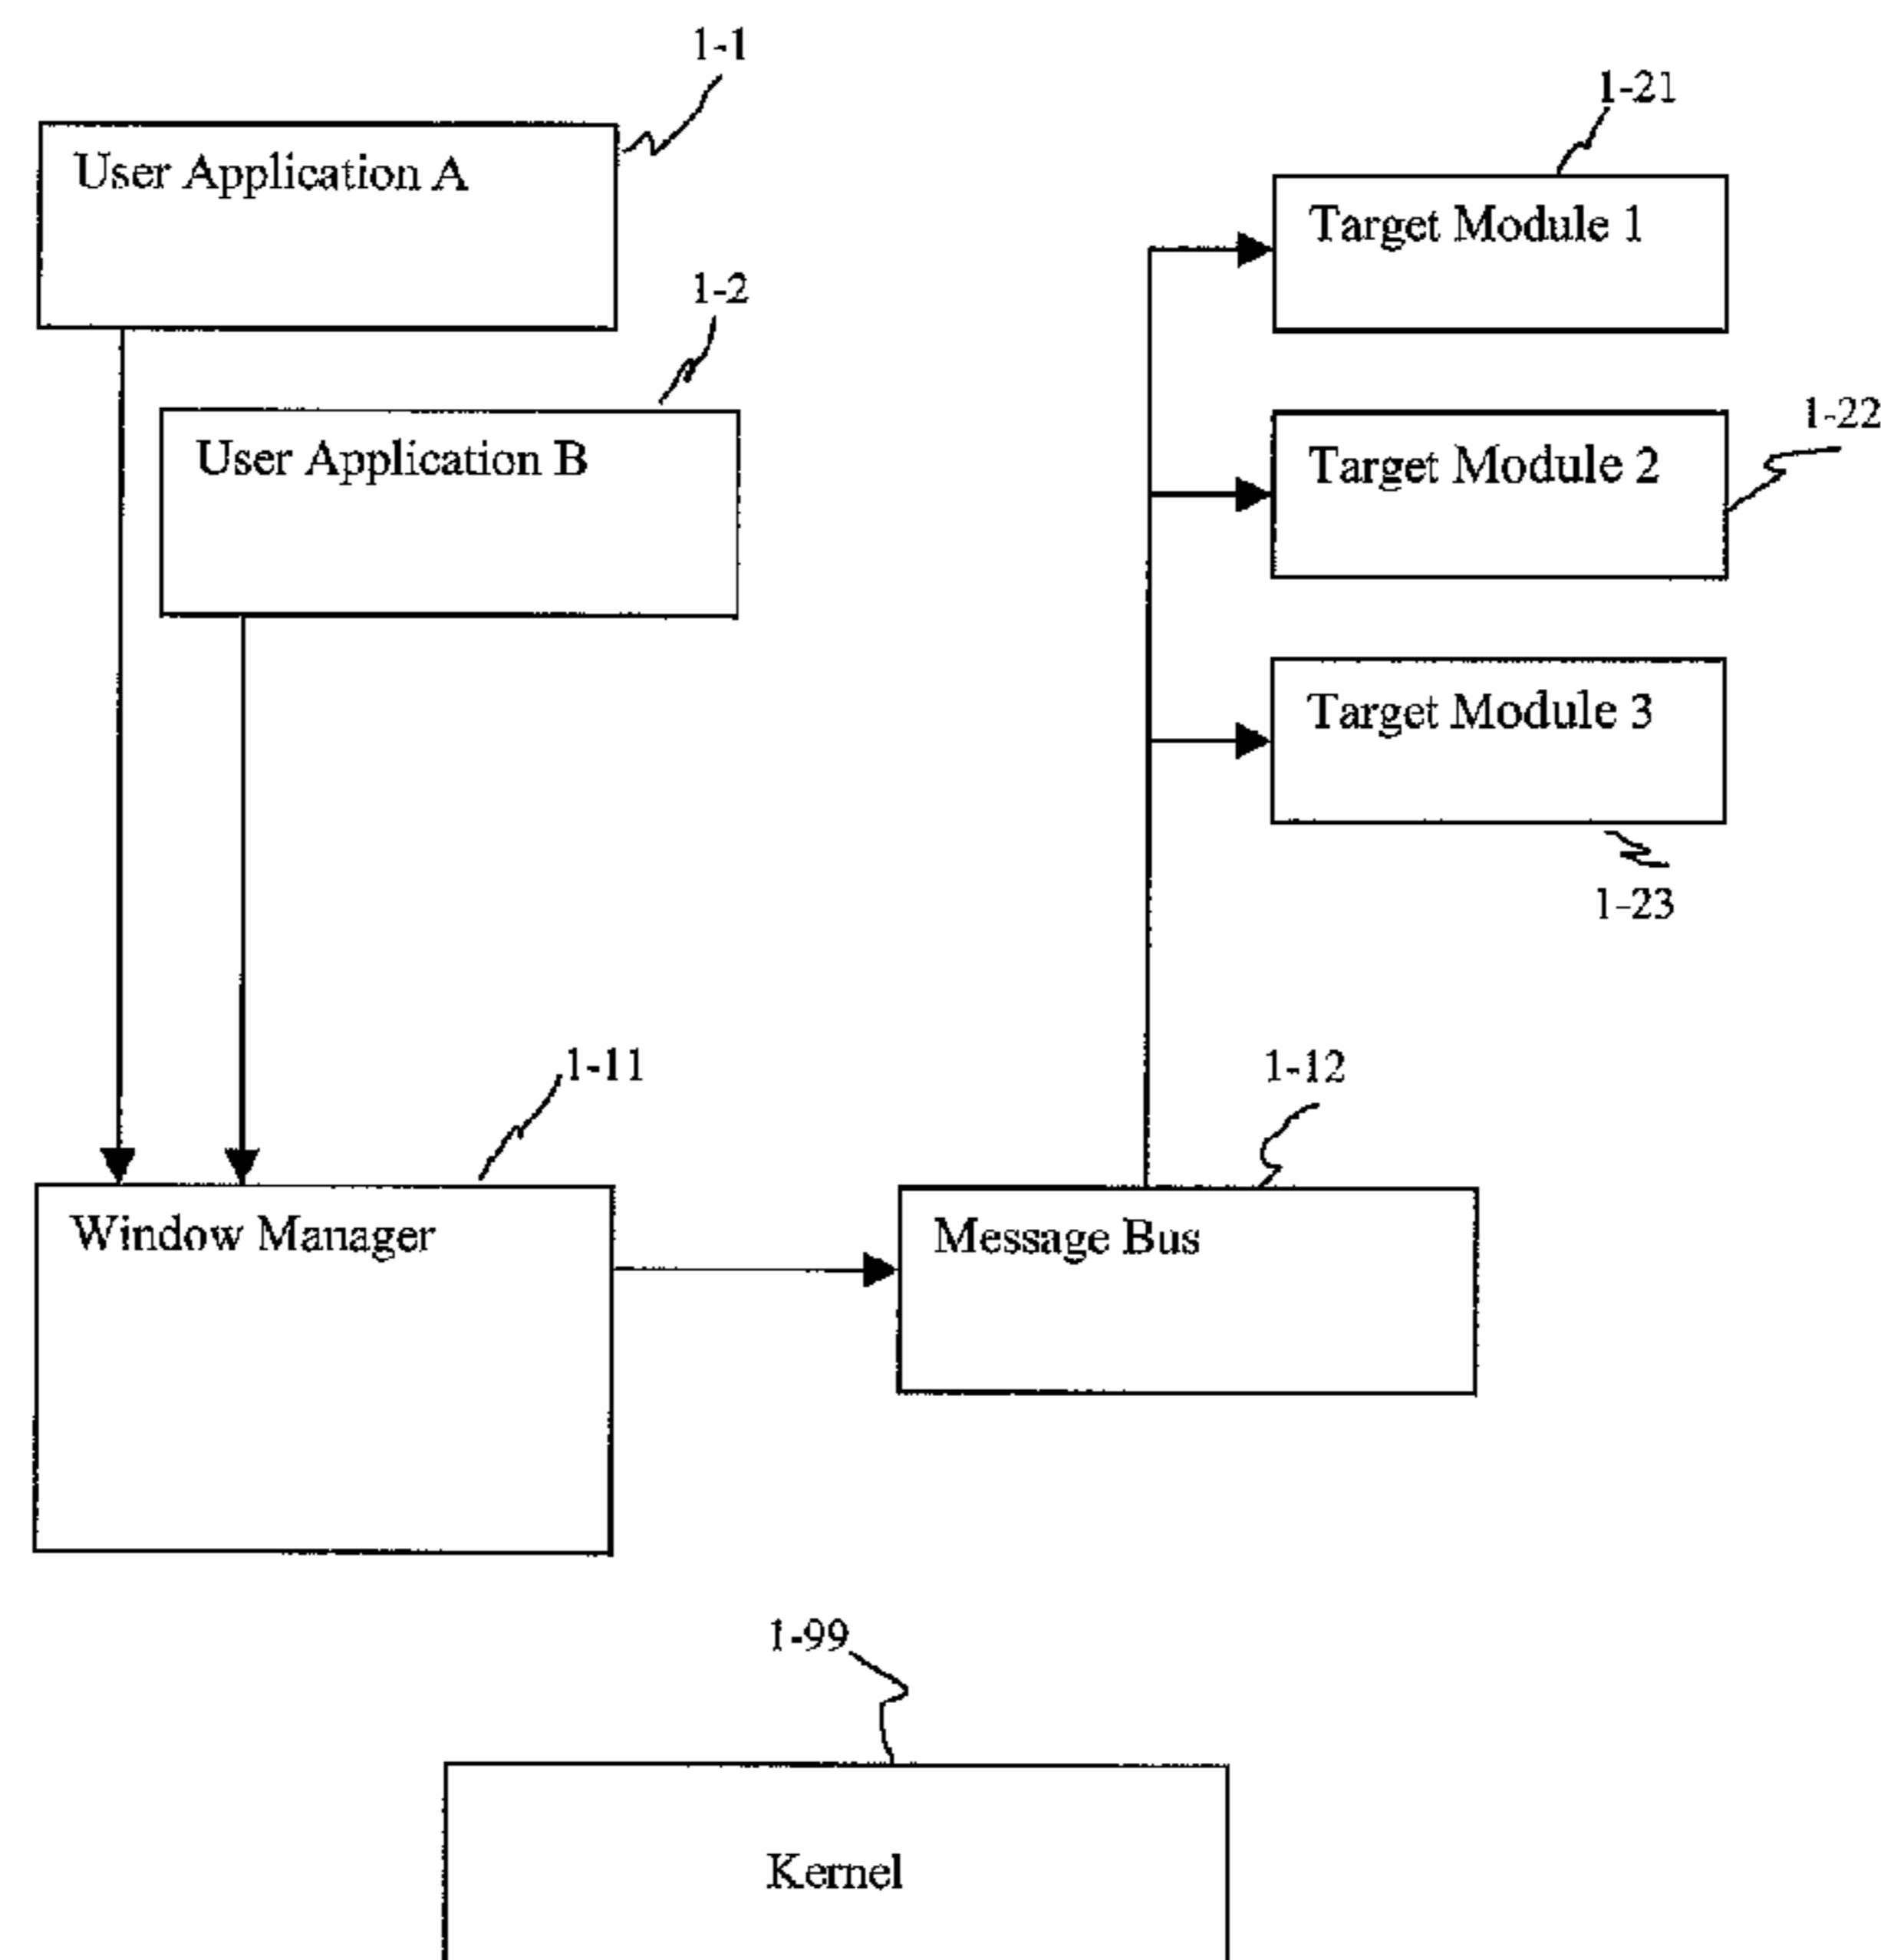 1-1
User Application A
1-2
User Application B
1-21
Target Module 1
1-22
Target Module 2
Target Module 3
1-23
1-11
Window Manager
1-12
Message Bus
1-99
Kernel